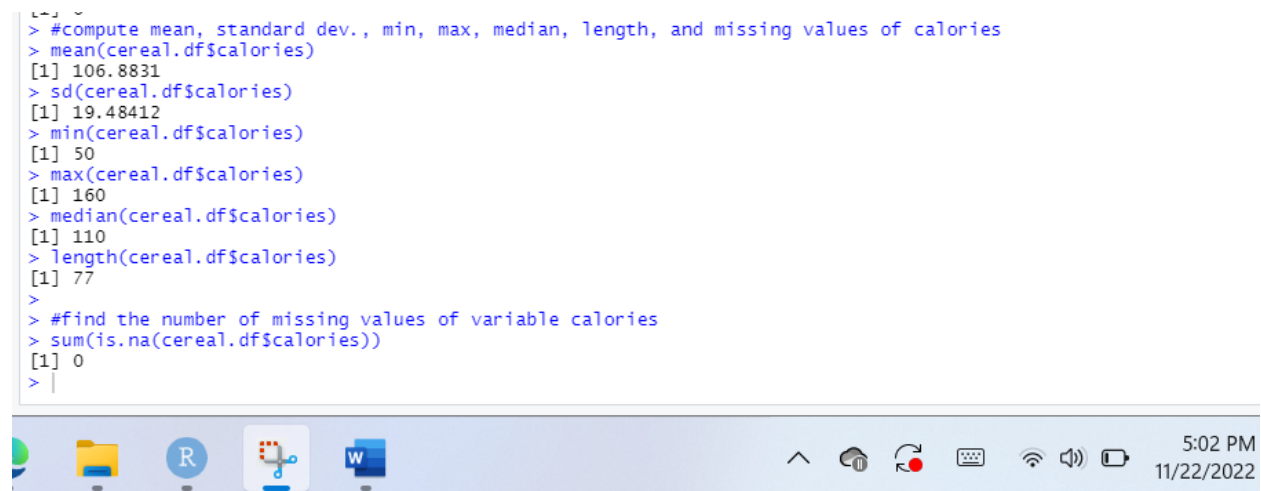 > #compute mean, standard dev., min, max, median, length, and missing values of calories
> mean(cereal.df$calories)
[1] 106.8831
> sd(cereal.df$calories)
[1] 19.48412
> min(cereal.df$calories)
[1] 50
> max(cereal.df$calories)
[1] 160
> median(cereal.df$calories)
[1] 110
> length(cereal.df$calories)
[1] 77
>
> #find the number of missing values of variable calories
> sum(is.na(cereal.df$calories))
[1] 0
>
R
W
5:02 PM
11/22/2022